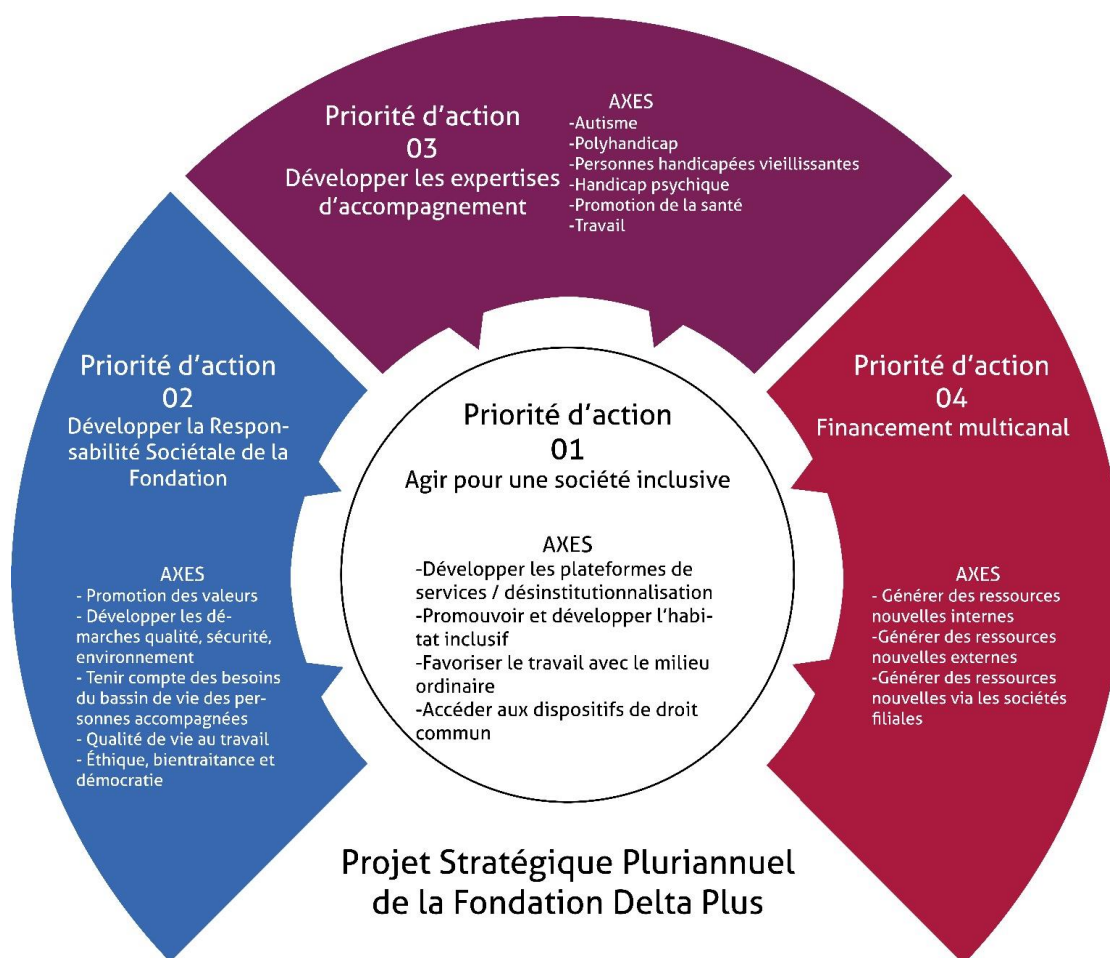 Priorité d'action
03
Développer les expertises
d'accompagnement
AXES
-Autisme
-Polyhandicap
-Personnes handicapées vieillissantes
-Handicap psychique
-Promotion de la santé
-Travail
Priorité d'action
02
Développer la Respon-
sabilité Sociétale de la
Fondation
AXES
- Promotion des valeurs
- Développer les dé-
marches qualité, sécurité,
environnement
- Tenir compte des besoins
du bassin de vie des per-
sonnes accompagnées
- Qualité de vie au travail
- Éthique, bientraitance et
démocratie
Priorité d'action
01
Agir pour une société inclusive
AXES
-Développer les plateformes de
services / désinstitutionnalisation
-Promouvoir et développer l'habi-
tat inclusif
-Favoriser le travail avec le milieu
ordinaire
-Accéder aux dispositifs de droit
commun
Priorité d'action
04
Financement multicanal
AXES
- Générer des ressources
nouvelles internes
-Générer des ressources
nouvelles externes
-Générer des ressources
nouvelles via les sociétés
filiales
Projet Stratégique Pluriannuel
de la Fondation Delta Plus